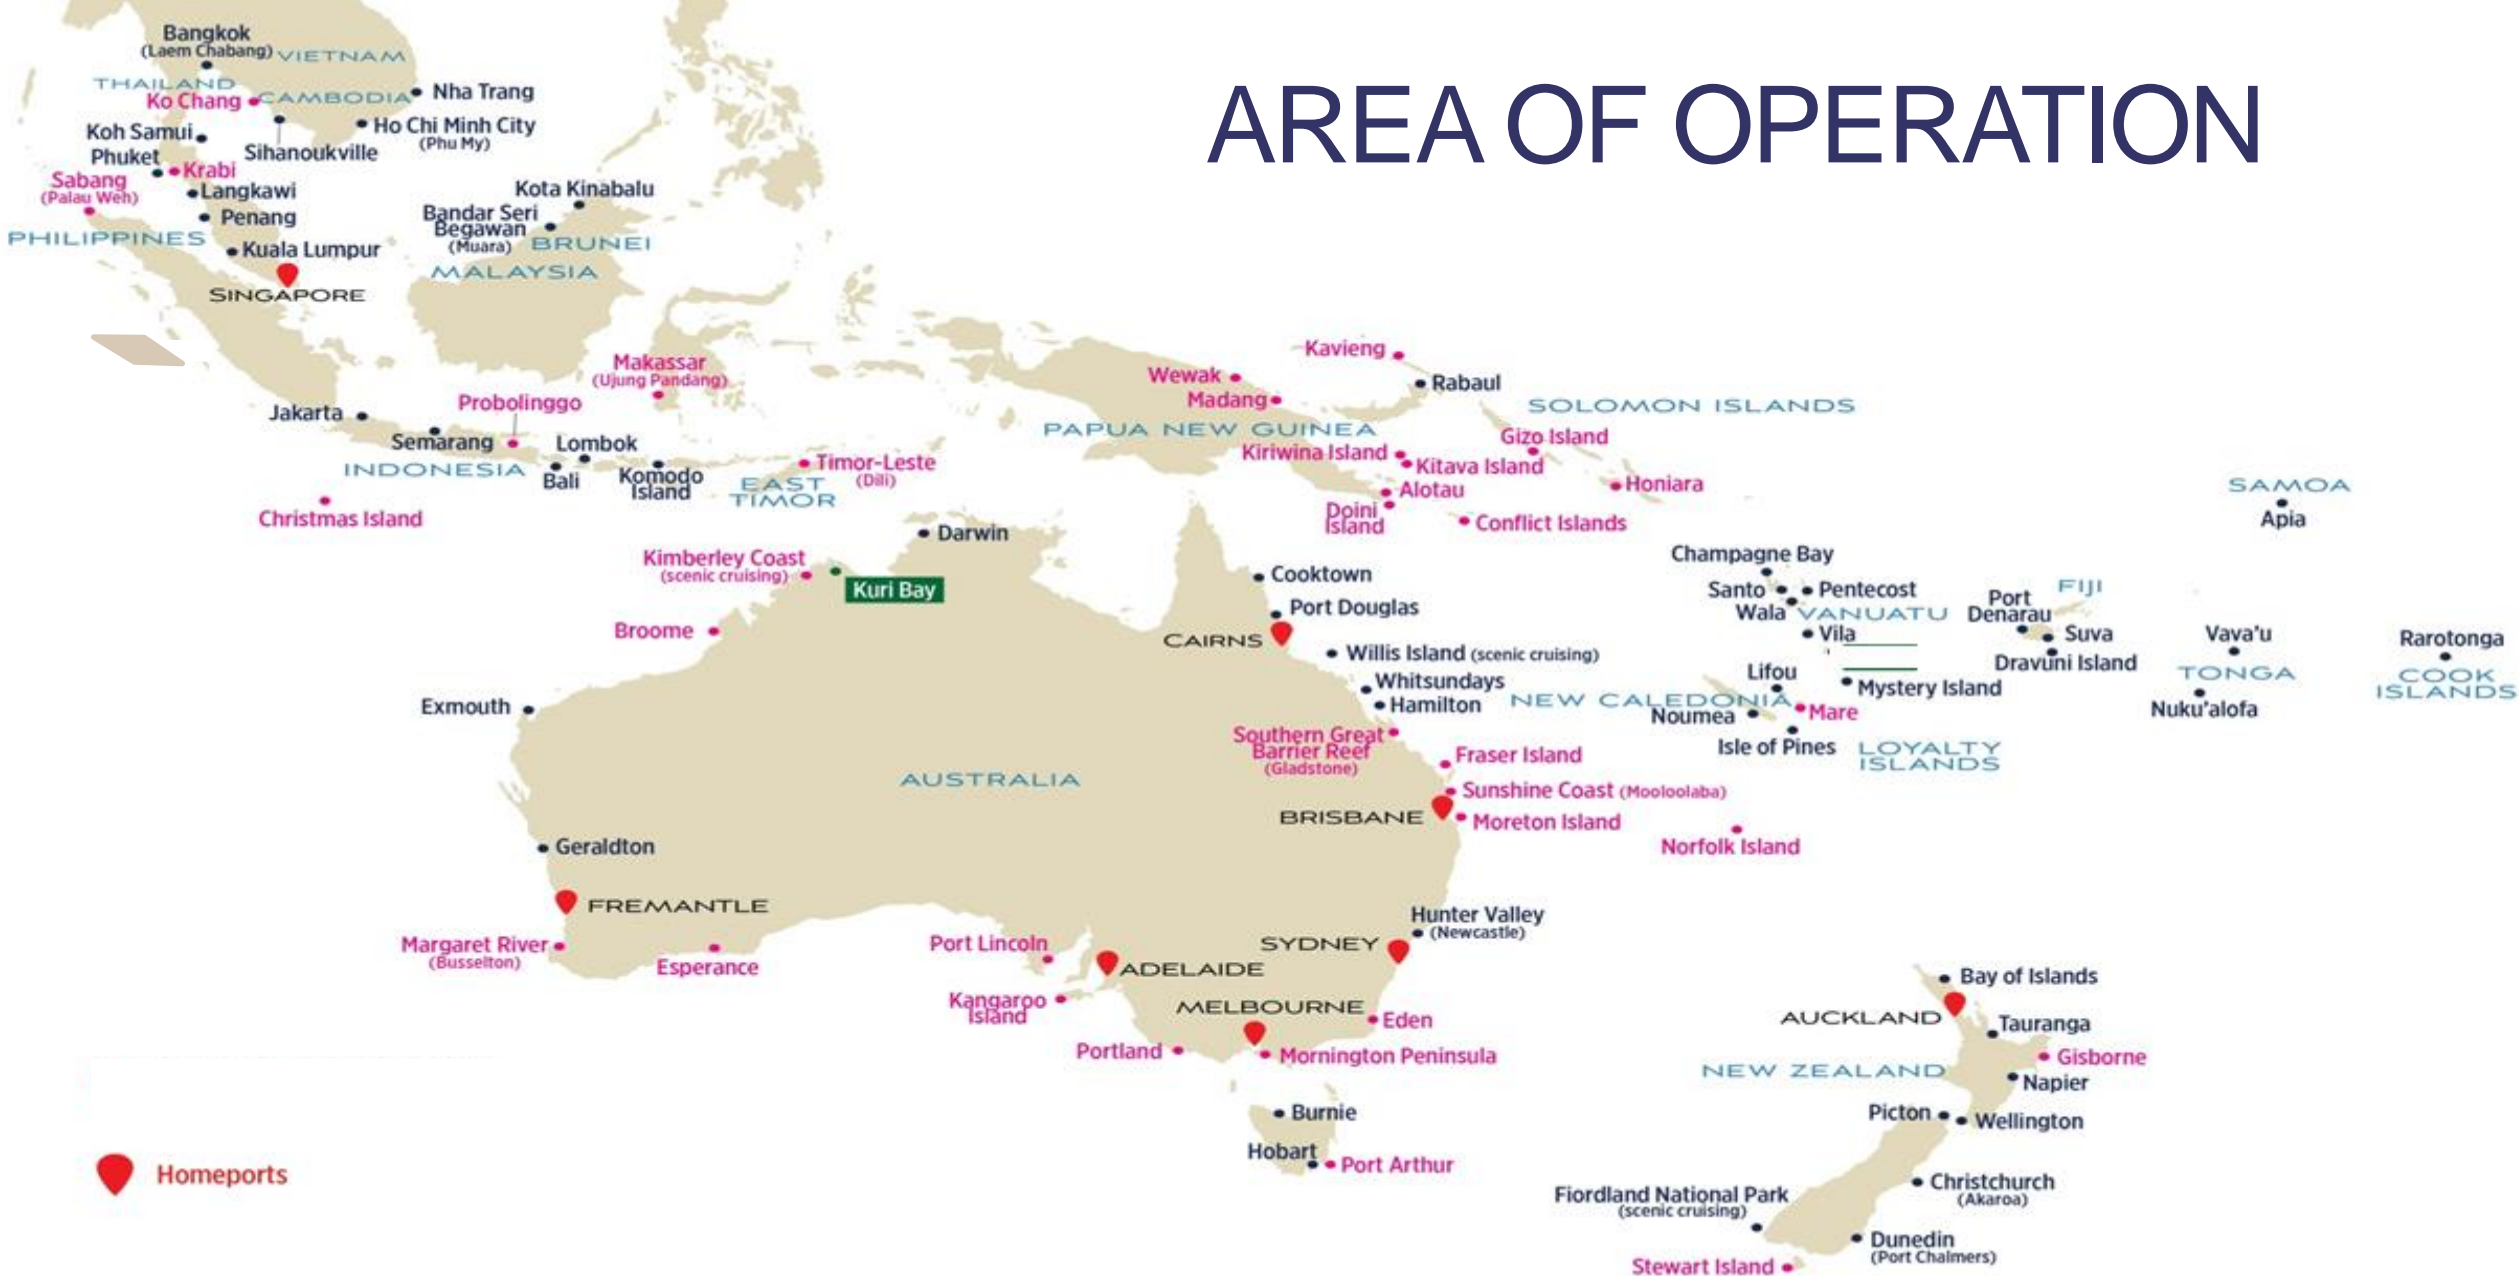 AREA OF OPERATION
Bangkok
(Laem Chabang)
VIETNAM
THAILAND
Ko Chang
CAMBODIA
Nha Trang
Koh Samui
Ho Chi Minh City
(Phu My)
Sihanoukville
Phuket
Krabi
Sabang
(Palau Weh)
Langkawi
Penang
Kota Kinabalu
Bandar Seri
Begawan
(Muara)
PHILIPPINES
BRUNEI
Kuala Lumpur
MALAYSIA
SINGAPORE
Makassar
(Ujung Pandang)
Probolinggo
Jakarta
Semarang
Lombok
INDONESIA
Bali
Komodo
Island
Timor-Leste
(Dili)
EAST
TIMOR
Christmas Island
Kavieng
Wewak
Rabaul
Madang
SOLOMON ISLANDS
PAPUA NEW GUINEA
Gizo Island
Kiriwina Island
Kitava Island
Alotau
Honiara
Doini
Island
Conflict Islands
SAMOA
Apia
Darwin
Kimberley Coast
(scenic cruising)
Kuri Bay
Broome
Exmouth
Cooktown
Port Douglas
CAIRNS
Willis Island (scenic cruising)
Whitsundays
Hamilton
Champagne Bay
Santo
Pentecost
Wala
VANUATU
Vila
Port
Denarau
FIJI
Suva
Dravuni Island
Vava'u
TONGA
Nuku'alofa
Rarotonga
COOK
ISLANDS
Lifou
Mystery Island
NEW CALEDONIA
Noumea
Mare
Isle of Pines
LOYALTY
ISLANDS
Southern Great
Barrier Reef
(Gladstone)
Fraser Island
AUSTRALIA
Sunshine Coast (Mooloolaba)
BRISBANE
Moreton Island
Norfolk Island
Geraldton
FREMANTLE
Margaret River
(Busselton)
Esperance
Port Lincoln
ADELAIDE
Kangaroo
Island
Hunter Valley
(Newcastle)
SYDNEY
MELBOURNE
Eden
Portland
Mornington Peninsula
Burnie
Hobart
Port Arthur
Bay of Islands
AUCKLAND
Tauranga
Gisborne
NEW ZEALAND
Napier
Picton
Wellington
Christchurch
(Akaroa)
Fiordland National Park
(scenic cruising)
Dunedin
(Port Chalmers)
Stewart Island
Homeports